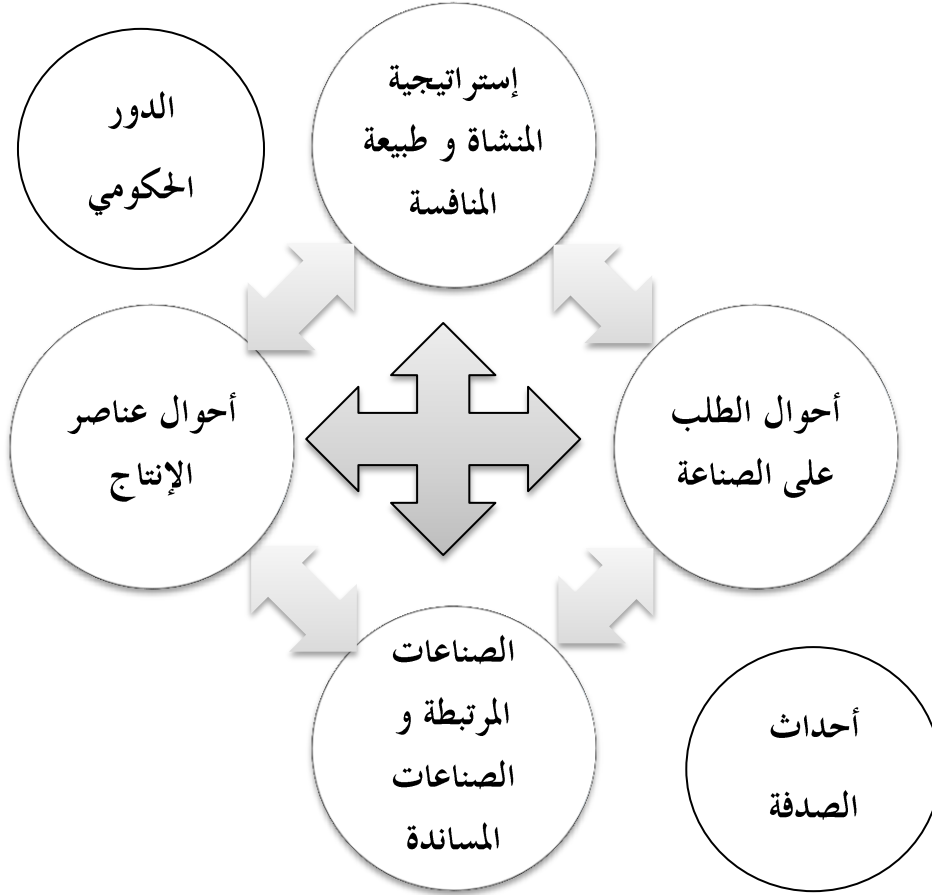 إستراتيجية
المنشاة و طبيعة
المنافسة
الدور
الحكومي
أحوال الطلب
على الصناعة
أحوال عناصر
الإنتاج
الصناعات
المرتبطة و
الصناعات
المساندة
أحداث
الصدفة